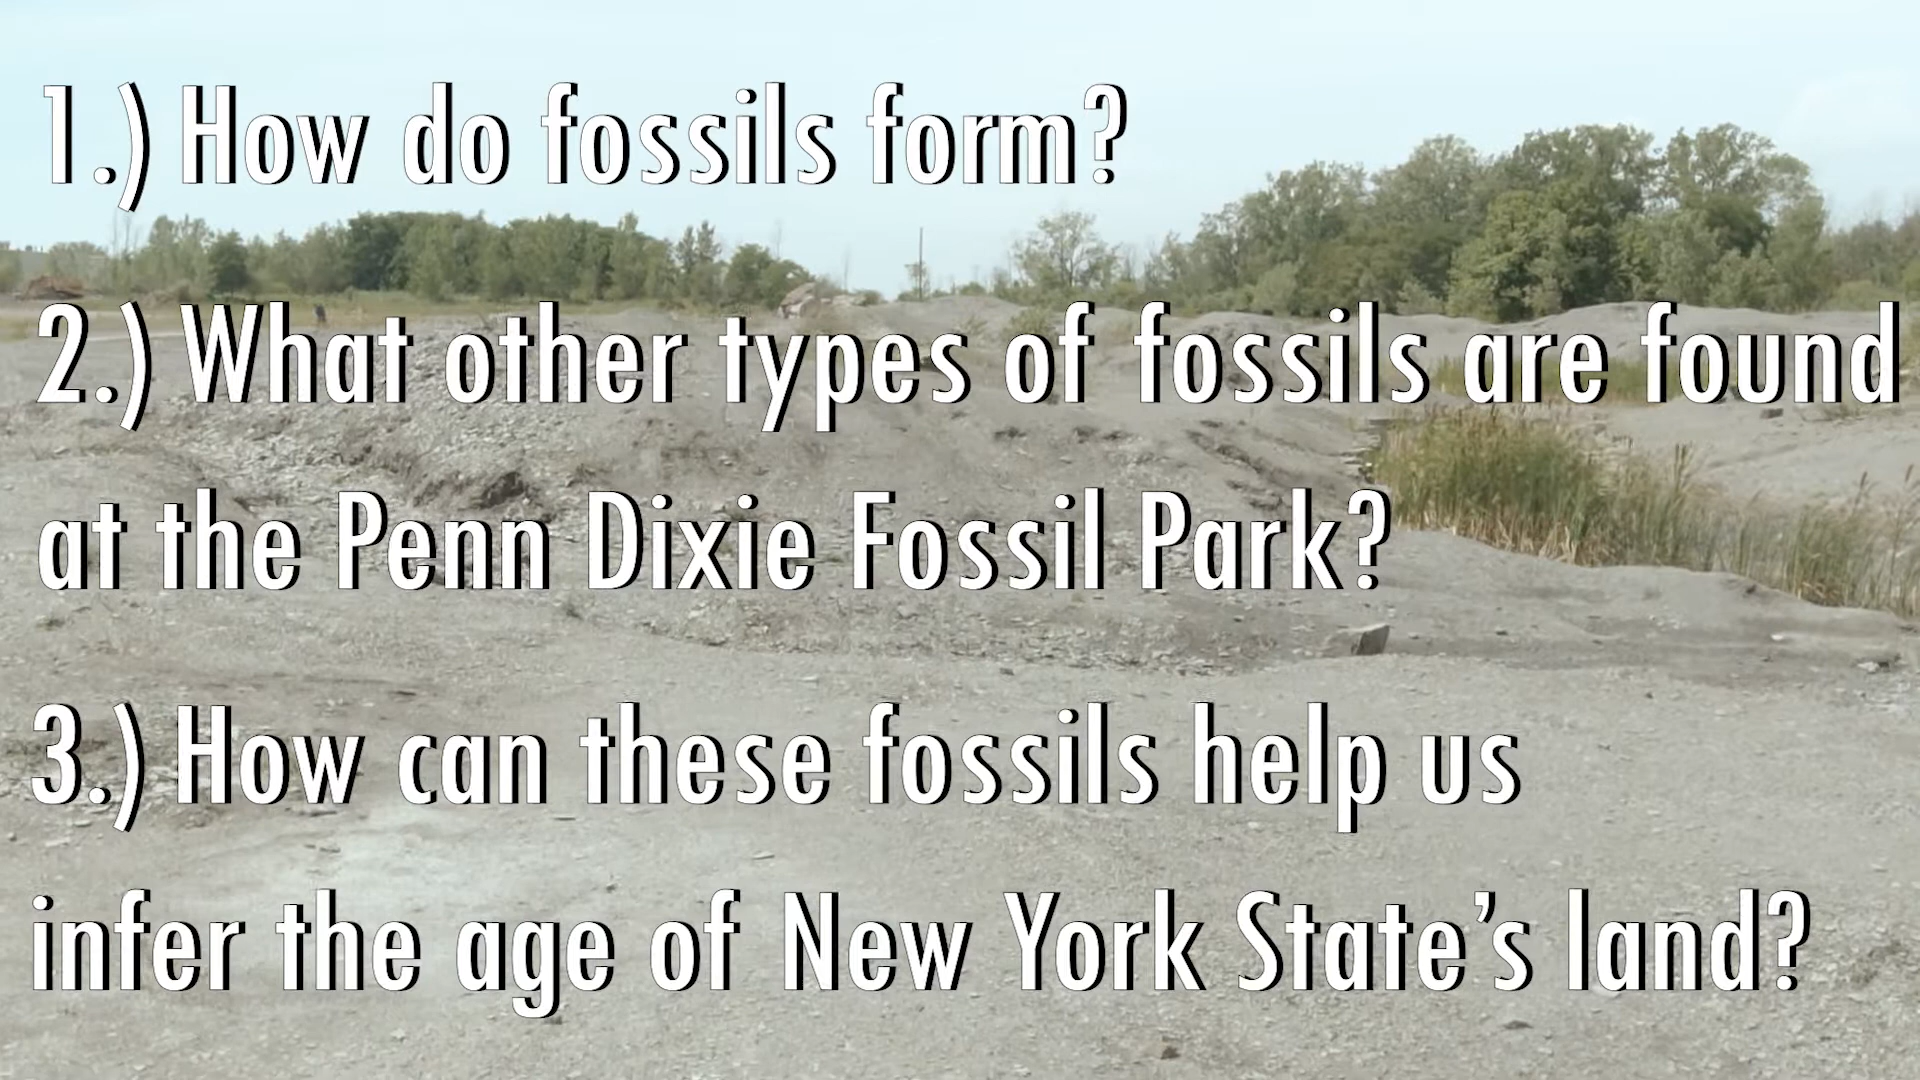 1.) How do fossils form?
2.) What other types of fossils are found
at the Penn Dixie Fossil Park?
3.) How can these fossils help us
infer the age of New York State’s land?